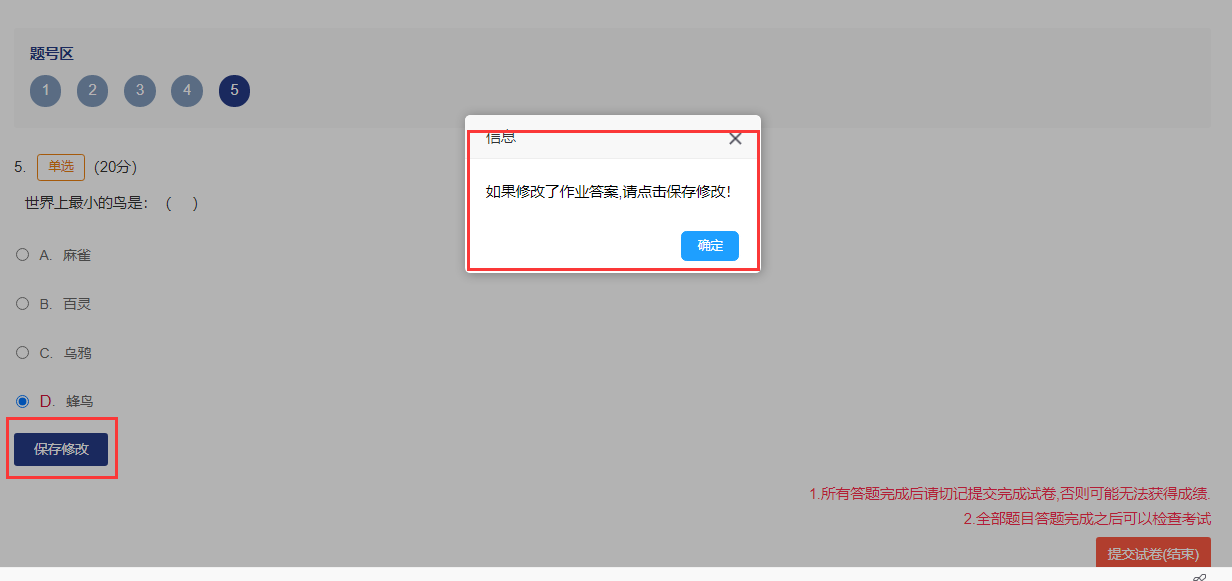 题号区
1 2 3 4 5
信息
如果修改了作业答案,请点击保存修改!
确定
5. 单选 (20分)
世界上最小的鸟是： ( )
A. 麻雀
B. 百灵
C. 乌鸦
D. 蜂鸟
保存修改
1.所有答题完成后请切记提交完成试卷,否则可能无法获得成绩.
2.全部题目答题完成之后可以检查考试
提交试卷(结束)